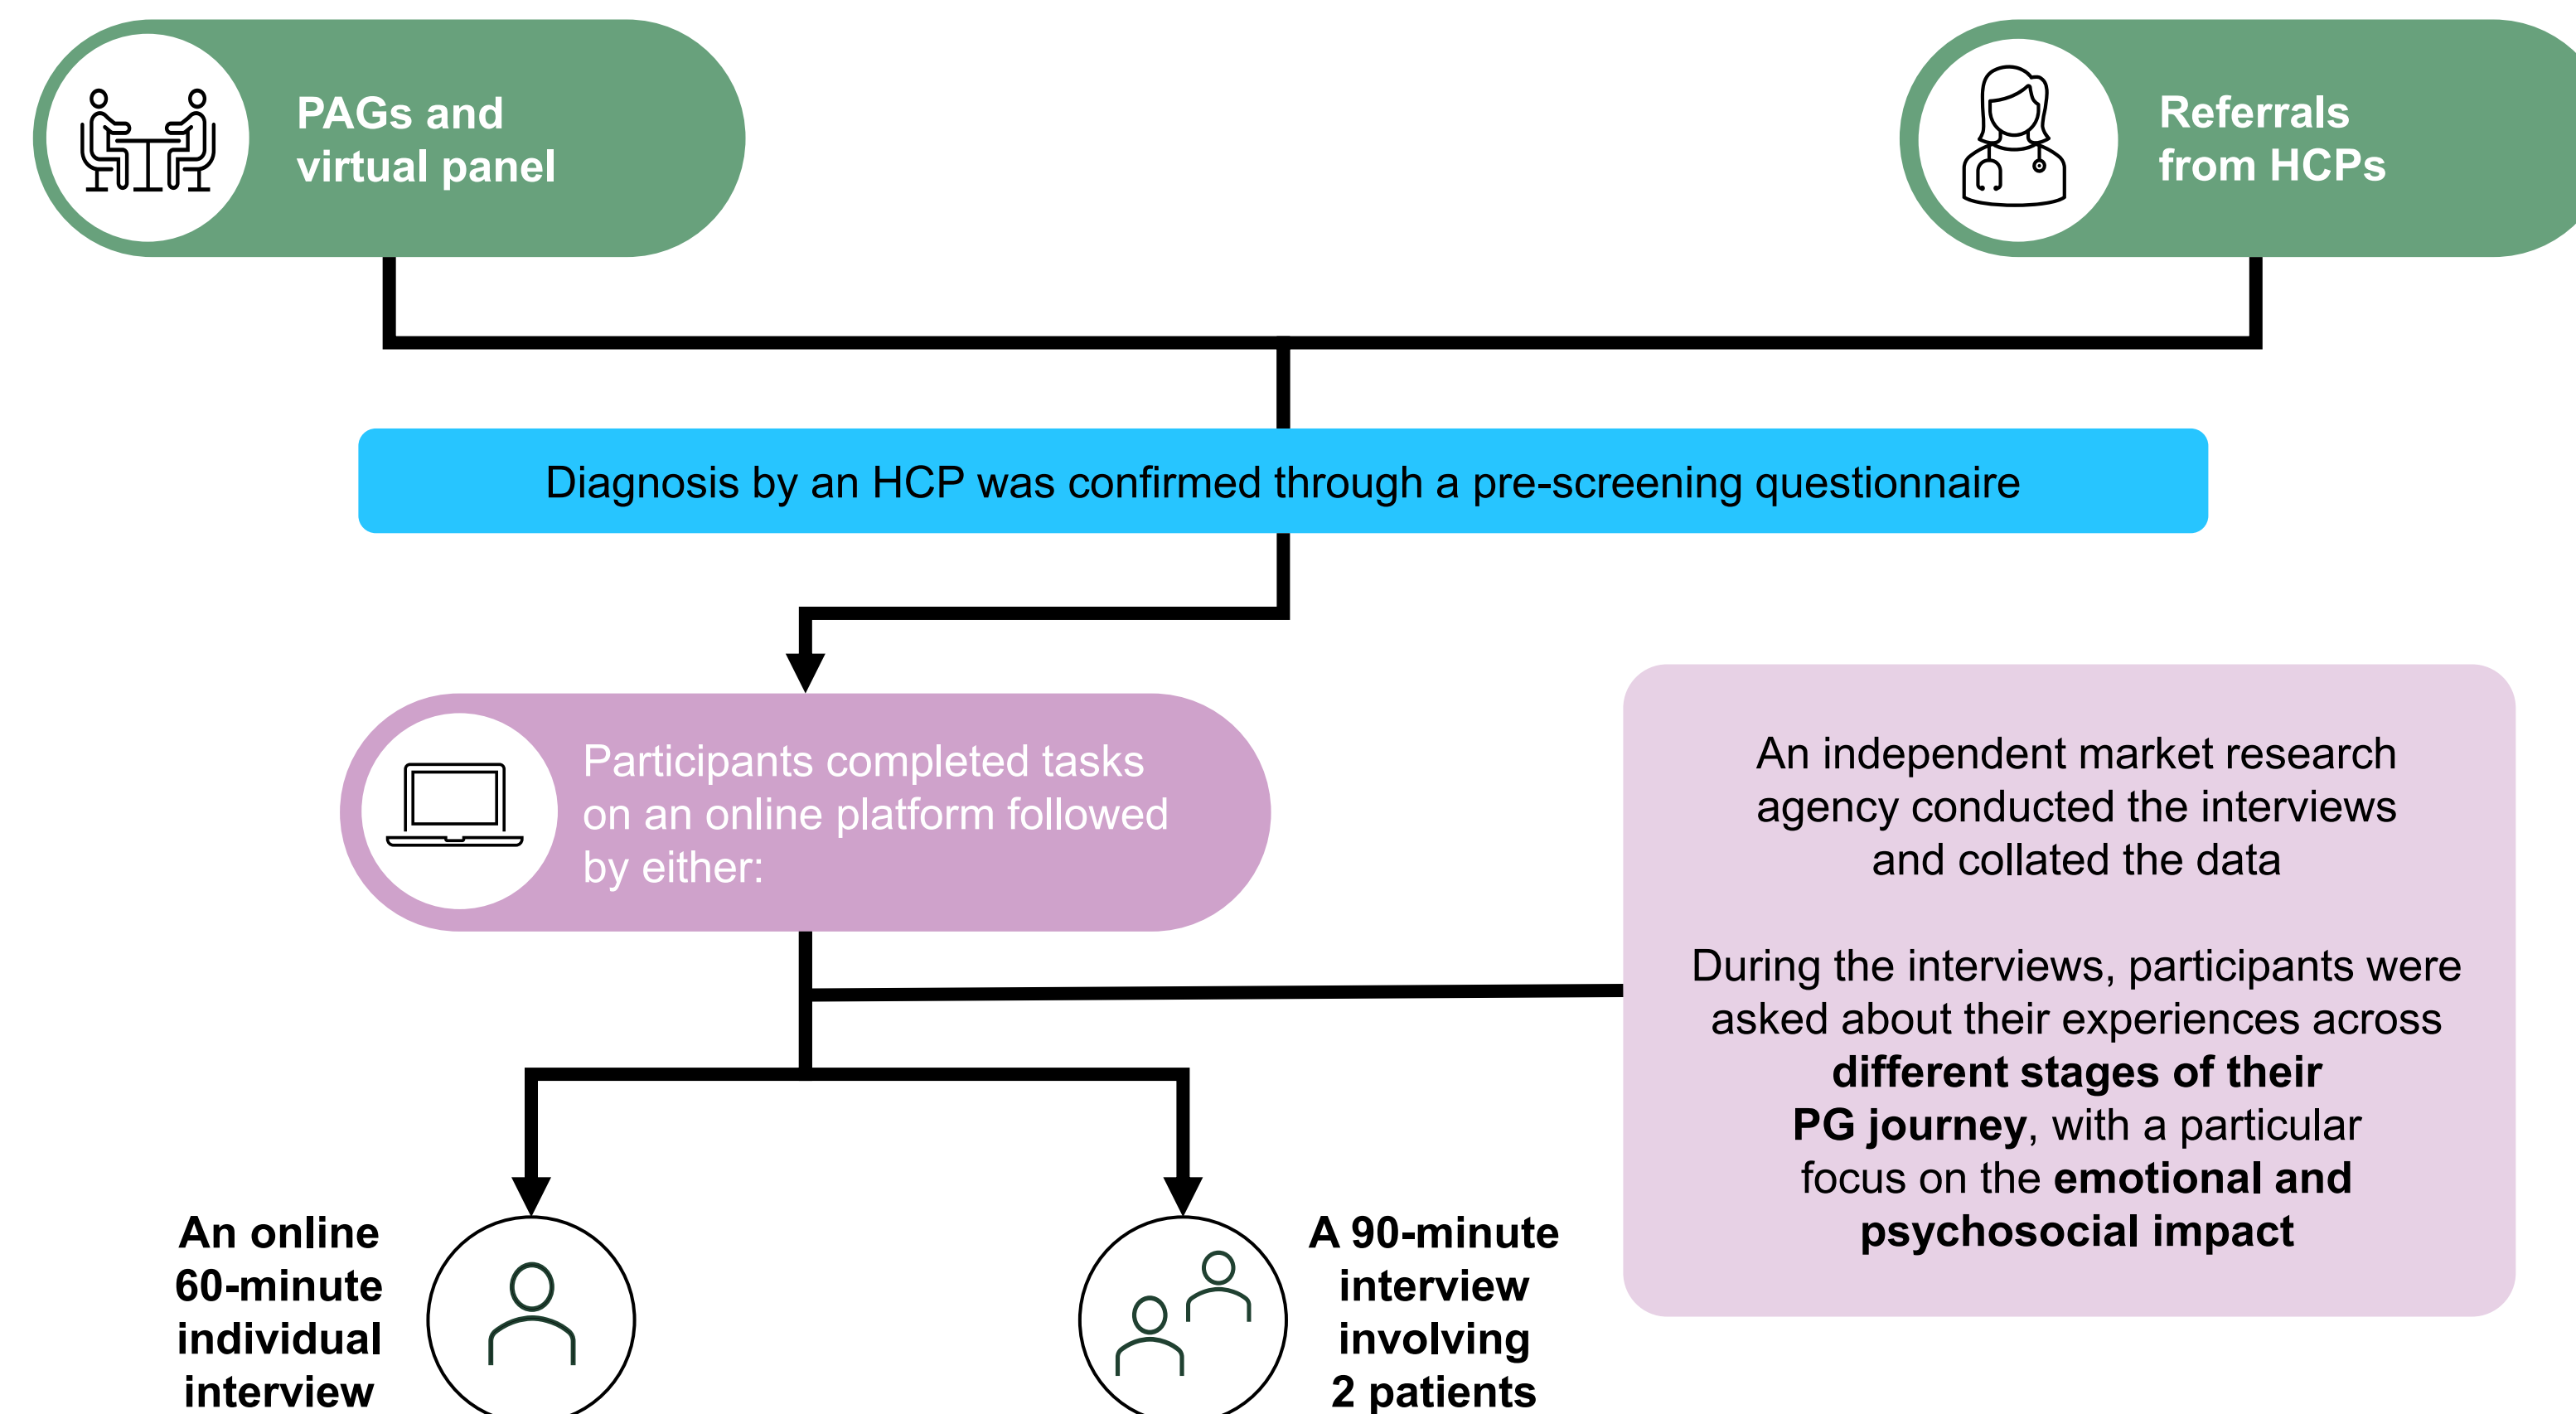 PAGs and
virtual panel
Referrals
from HCPs
Diagnosis by an HCP was confirmed through a pre-screening questionnaire
Participants completed tasks
on an online platform followed
by either:
An independent market research
agency conducted the interviews
and collated the data
During the interviews, participants were
asked about their experiences across
different stages of their
PG journey, with a particular
focus on the emotional and
psychosocial impact
An online
60-minute
individual
interview
A 90-minute
interview
involving
2 patients